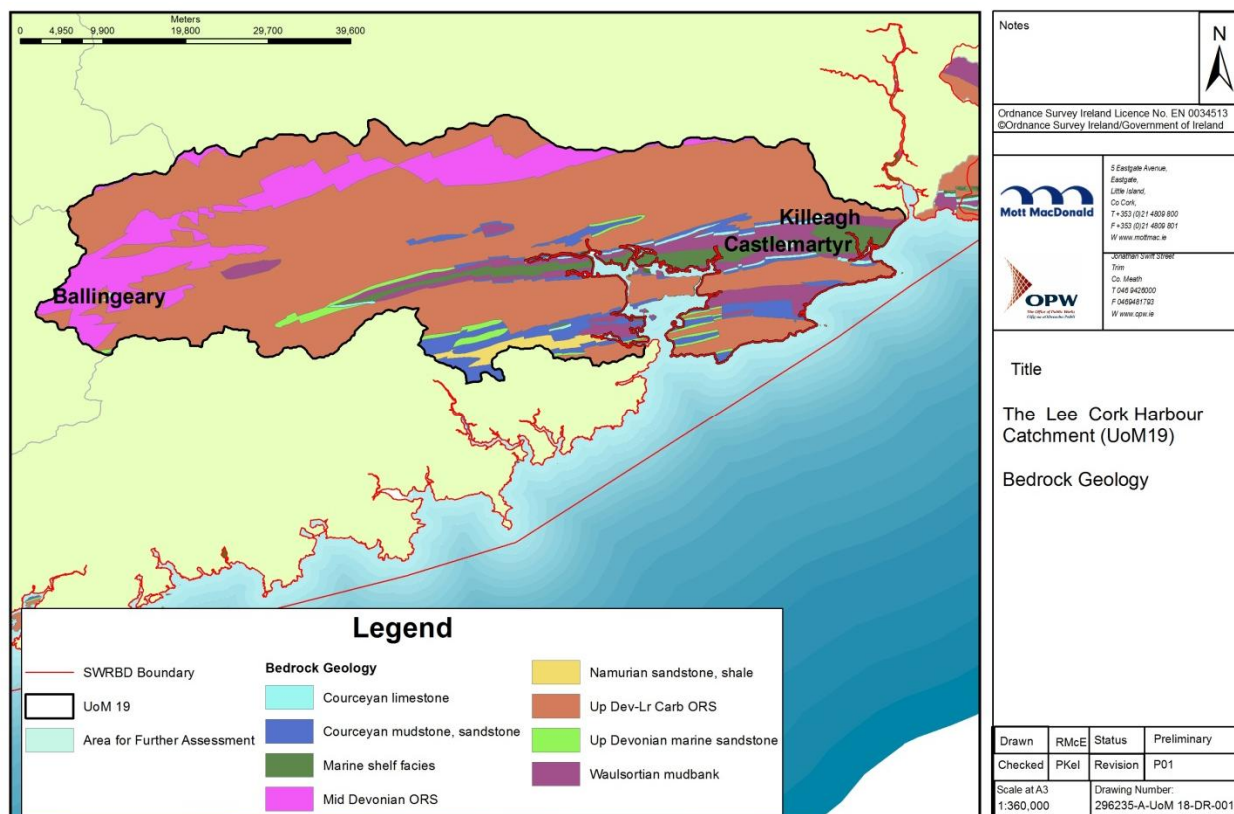 Meters
0 4,950 9,900 19,800 29,700 39,600
Killeagh
Castlemartyr
Ballingeary
Legend
SWRBD Boundary
UoM 19
Area for Further Assessment
Bedrock Geology
Courceyan limestone
Courceyan mudstone, sandstone
Marine shelf facies
Mid Devonian ORS
Namurian sandstone, shale
Up Dev-Lr Carb ORS
Up Devonian marine sandstone
Waulsortian mudbank
Notes
N
Ordnance Survey Ireland Licence No. EN 0034513
©Ordnance Survey Ireland/Government of Ireland
Mott MacDonald
5 Eastgate Avenue,
Eastgate,
Little Island,
Co Cork,
T +353 (0)21 4809 800
F +353 (0)21 4809 801
W www.mottmac.ie
OPW
The Office of Public Works
Jonathan Swift Street
Trim
Co. Meath
T 046 9426000
F 0469481793
W www.opw.ie
Title
The Lee Cork Harbour
Catchment (UoM19)
Bedrock Geology
Drawn RMcE Status Preliminary
Checked PKel Revision P01
Scale at A3
1:360,000
Drawing Number:
296235-A-UoM 18-DR-001